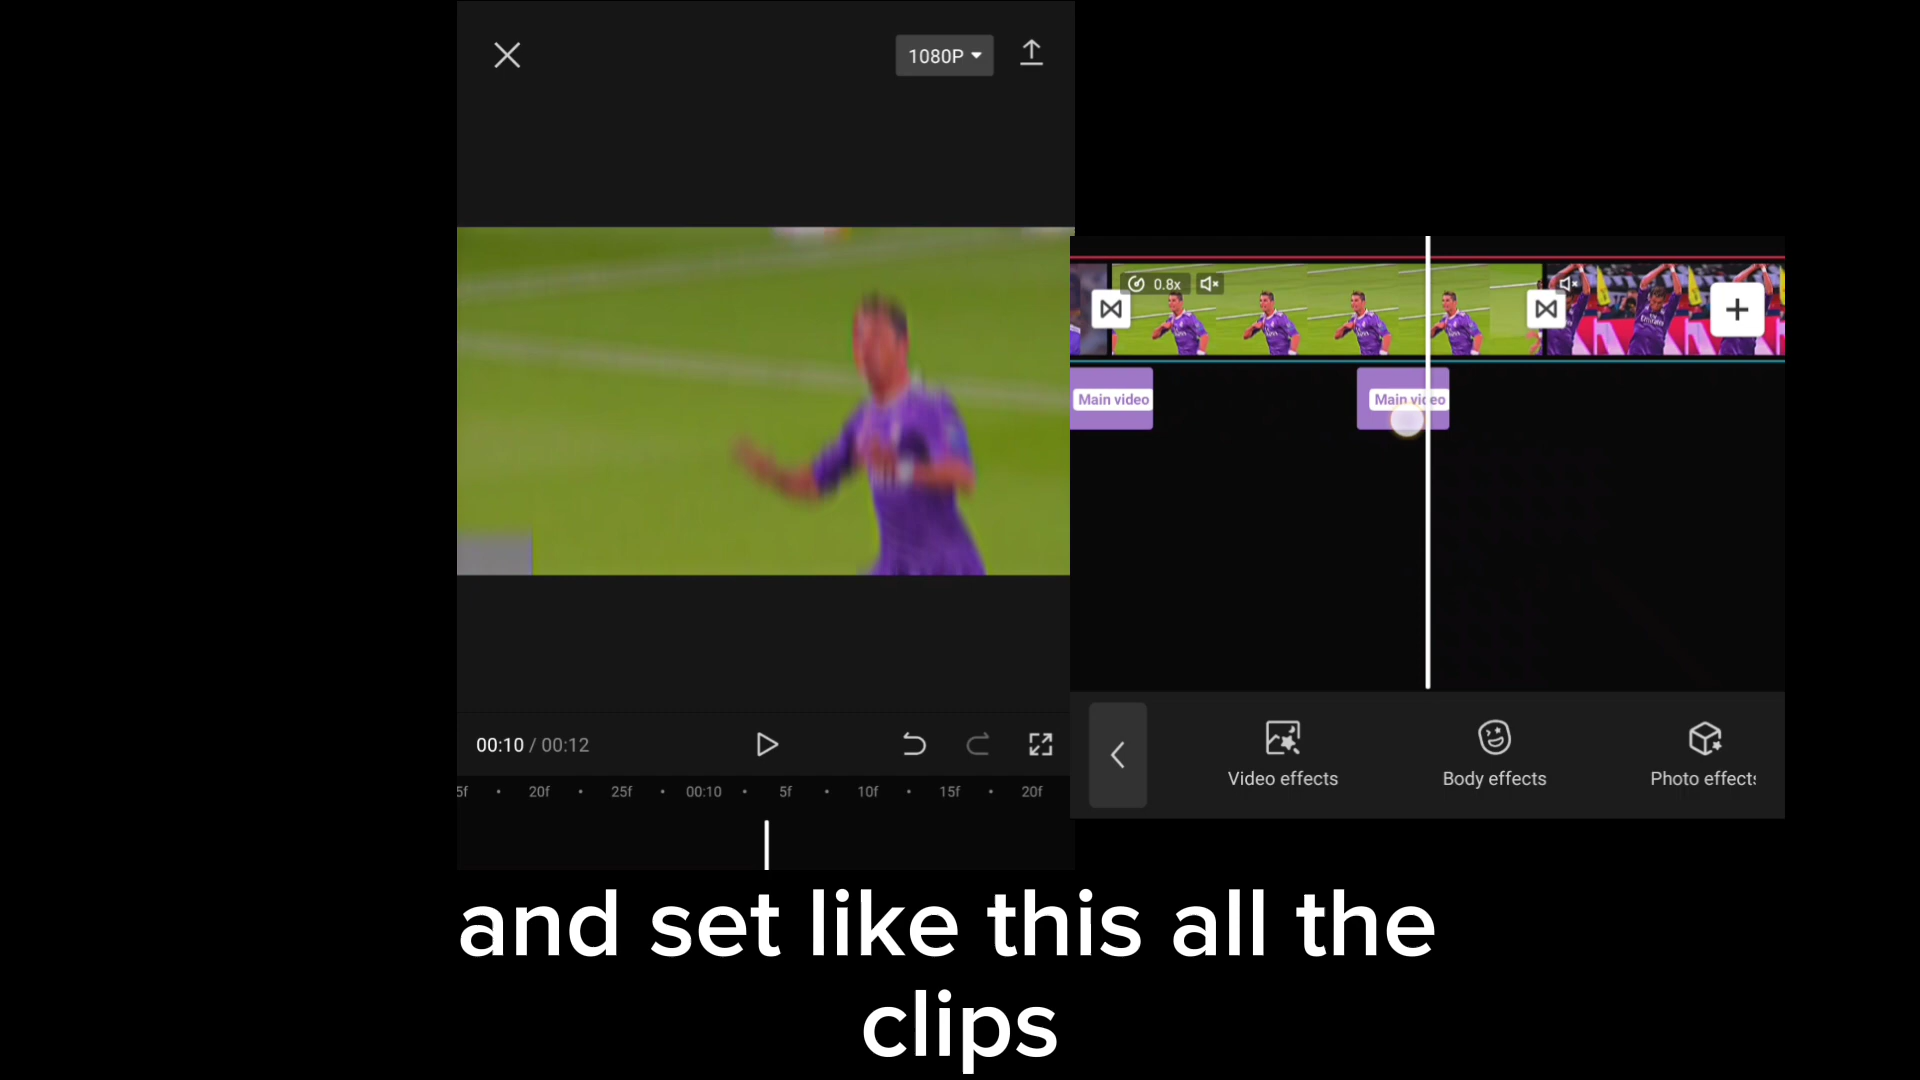 1080P
0.8x
Main video
Main video
00:10 / 00:12
5f 20f 25f 00:10 5f 10f 15f 20f
Video effects
Body effects
Photo effects
and set like this all the
clips